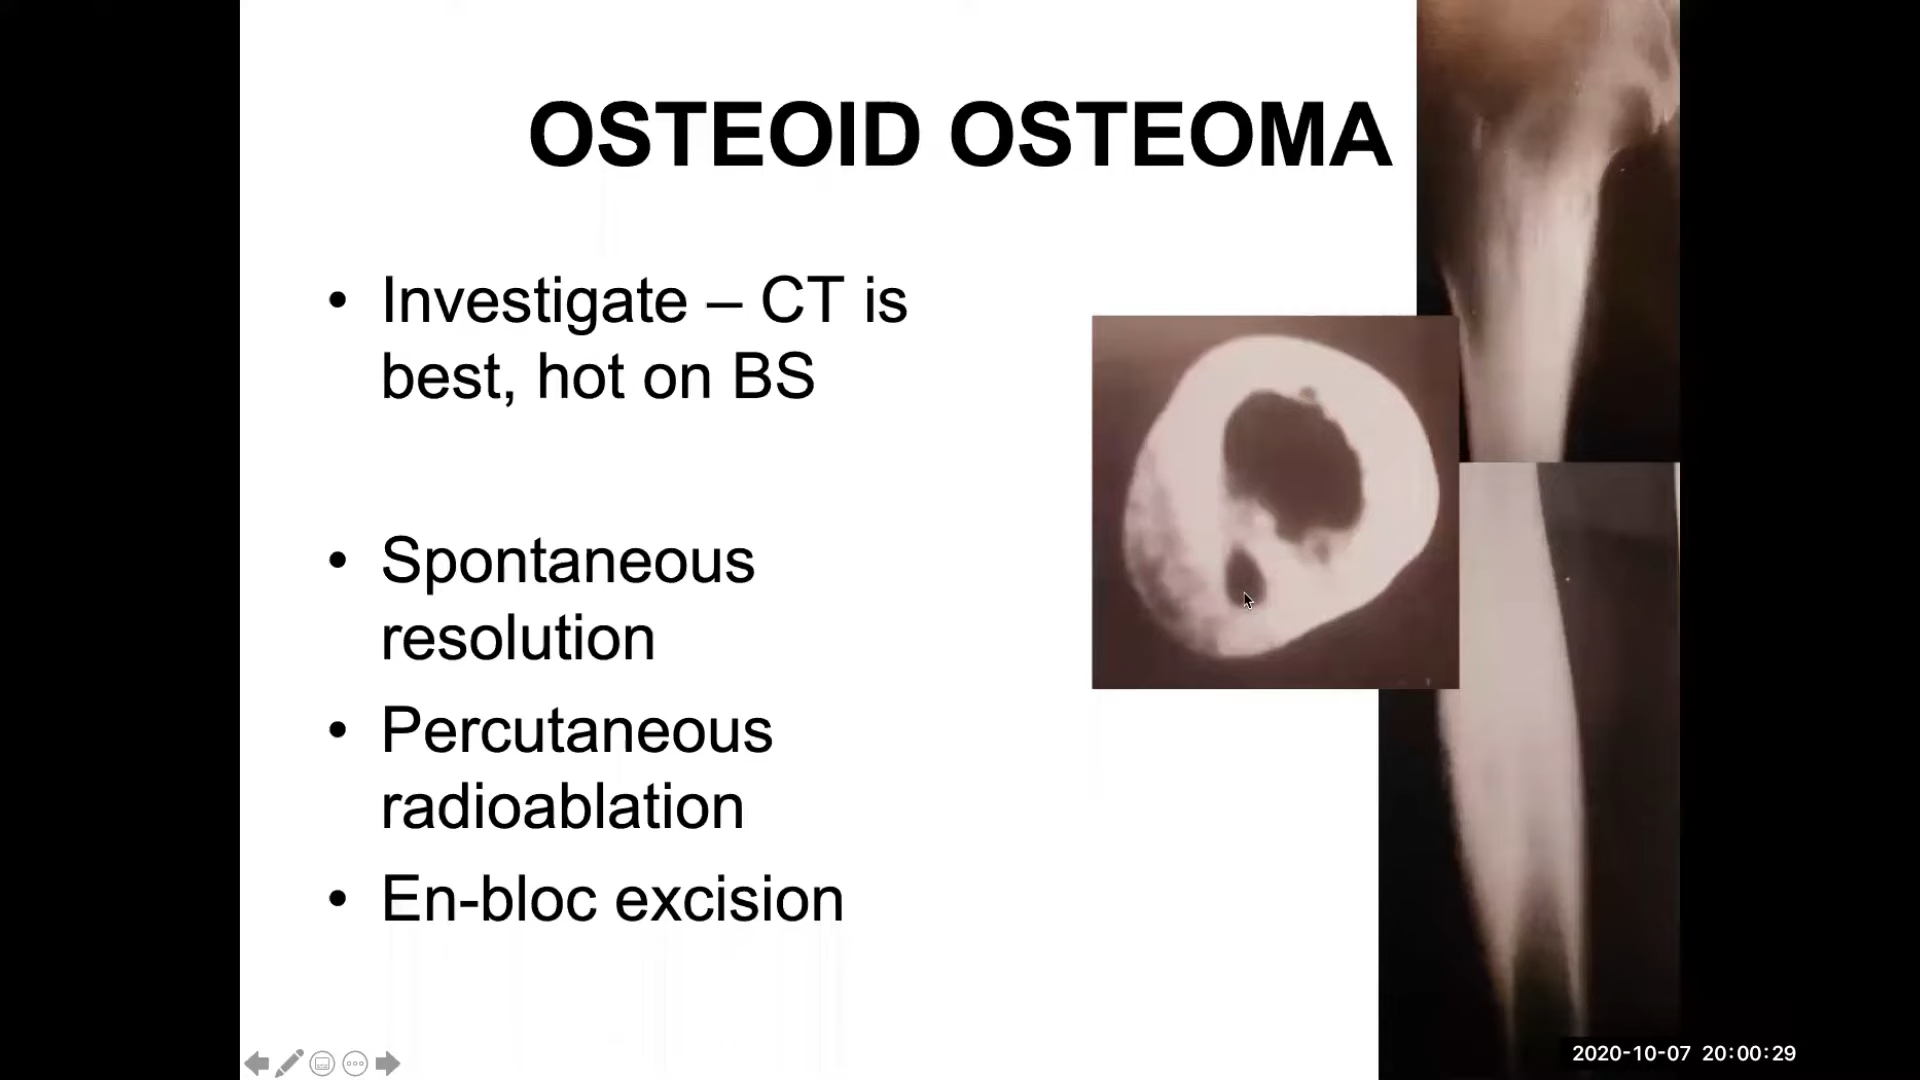 OSTEOID OSTEOMA
• Investigate – CT is
best, hot on BS
• Spontaneous
resolution
• Percutaneous
radioablation
• En-bloc excision
2020-10-07 20:00:29